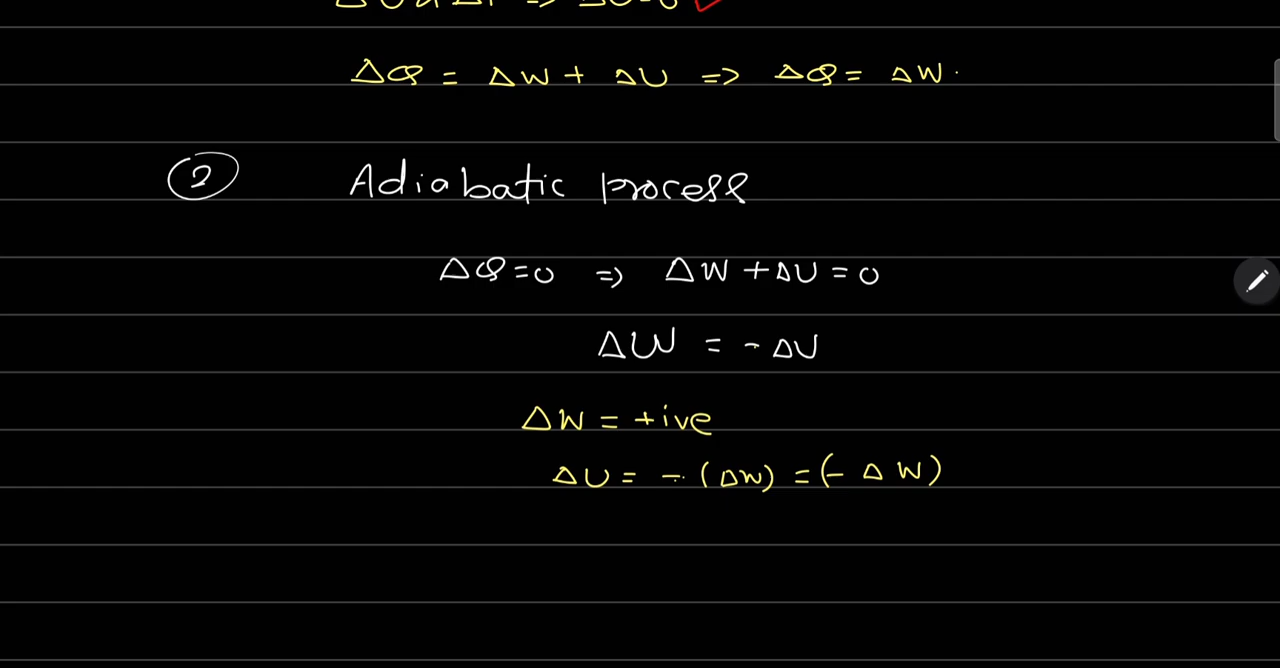 ΔQ = ΔW + ΔU => ΔQ = ΔW.
② Adiabatic process
ΔQ=0 => ΔW + ΔU = 0
ΔW = - ΔU
ΔW = +ive
ΔU = - (ΔW) = (- ΔW)